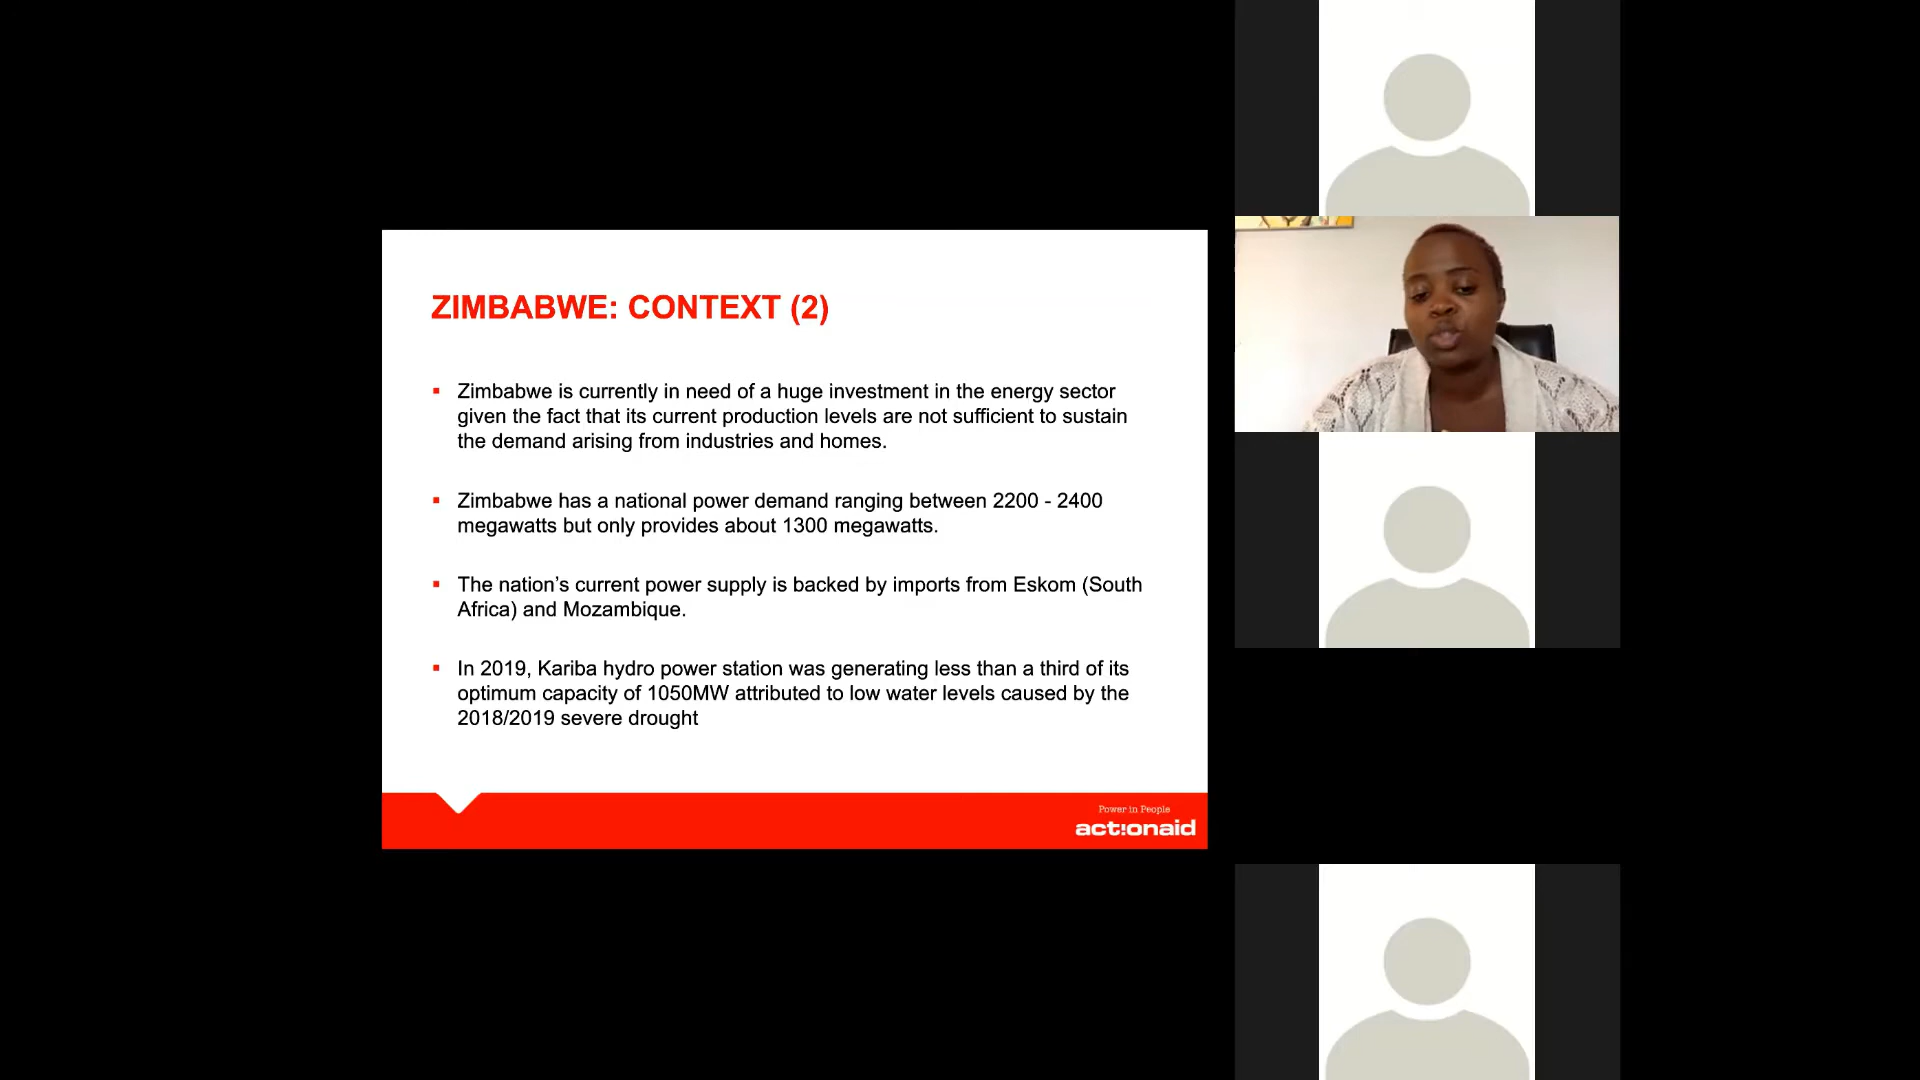 ZIMBABWE: CONTEXT (2)
▪ Zimbabwe is currently in need of a huge investment in the energy sector
given the fact that its current production levels are not sufficient to sustain
the demand arising from industries and homes.
▪ Zimbabwe has a national power demand ranging between 2200 - 2400
megawatts but only provides about 1300 megawatts.
▪ The nation’s current power supply is backed by imports from Eskom (South
Africa) and Mozambique.
▪ In 2019, Kariba hydro power station was generating less than a third of its
optimum capacity of 1050MW attributed to low water levels caused by the
2018/2019 severe drought
Power in People
act!onaid